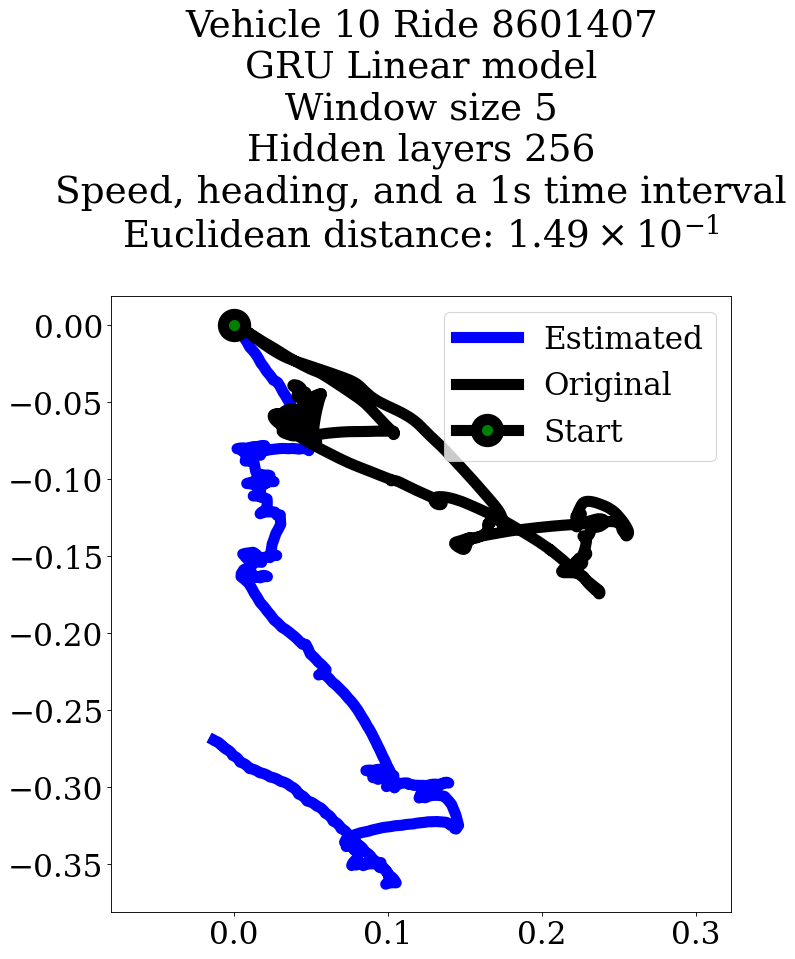 Vehicle 10 Ride 8601407
GRU Linear model
Window size 5
Hidden layers 256
Speed, heading, and a 1s time interval
Euclidean distance: 1.49 × 10⁻¹
Estimated
Original
Start
0.00
−0.05
−0.10
−0.15
−0.20
−0.25
−0.30
−0.35
0.0 0.1 0.2 0.3